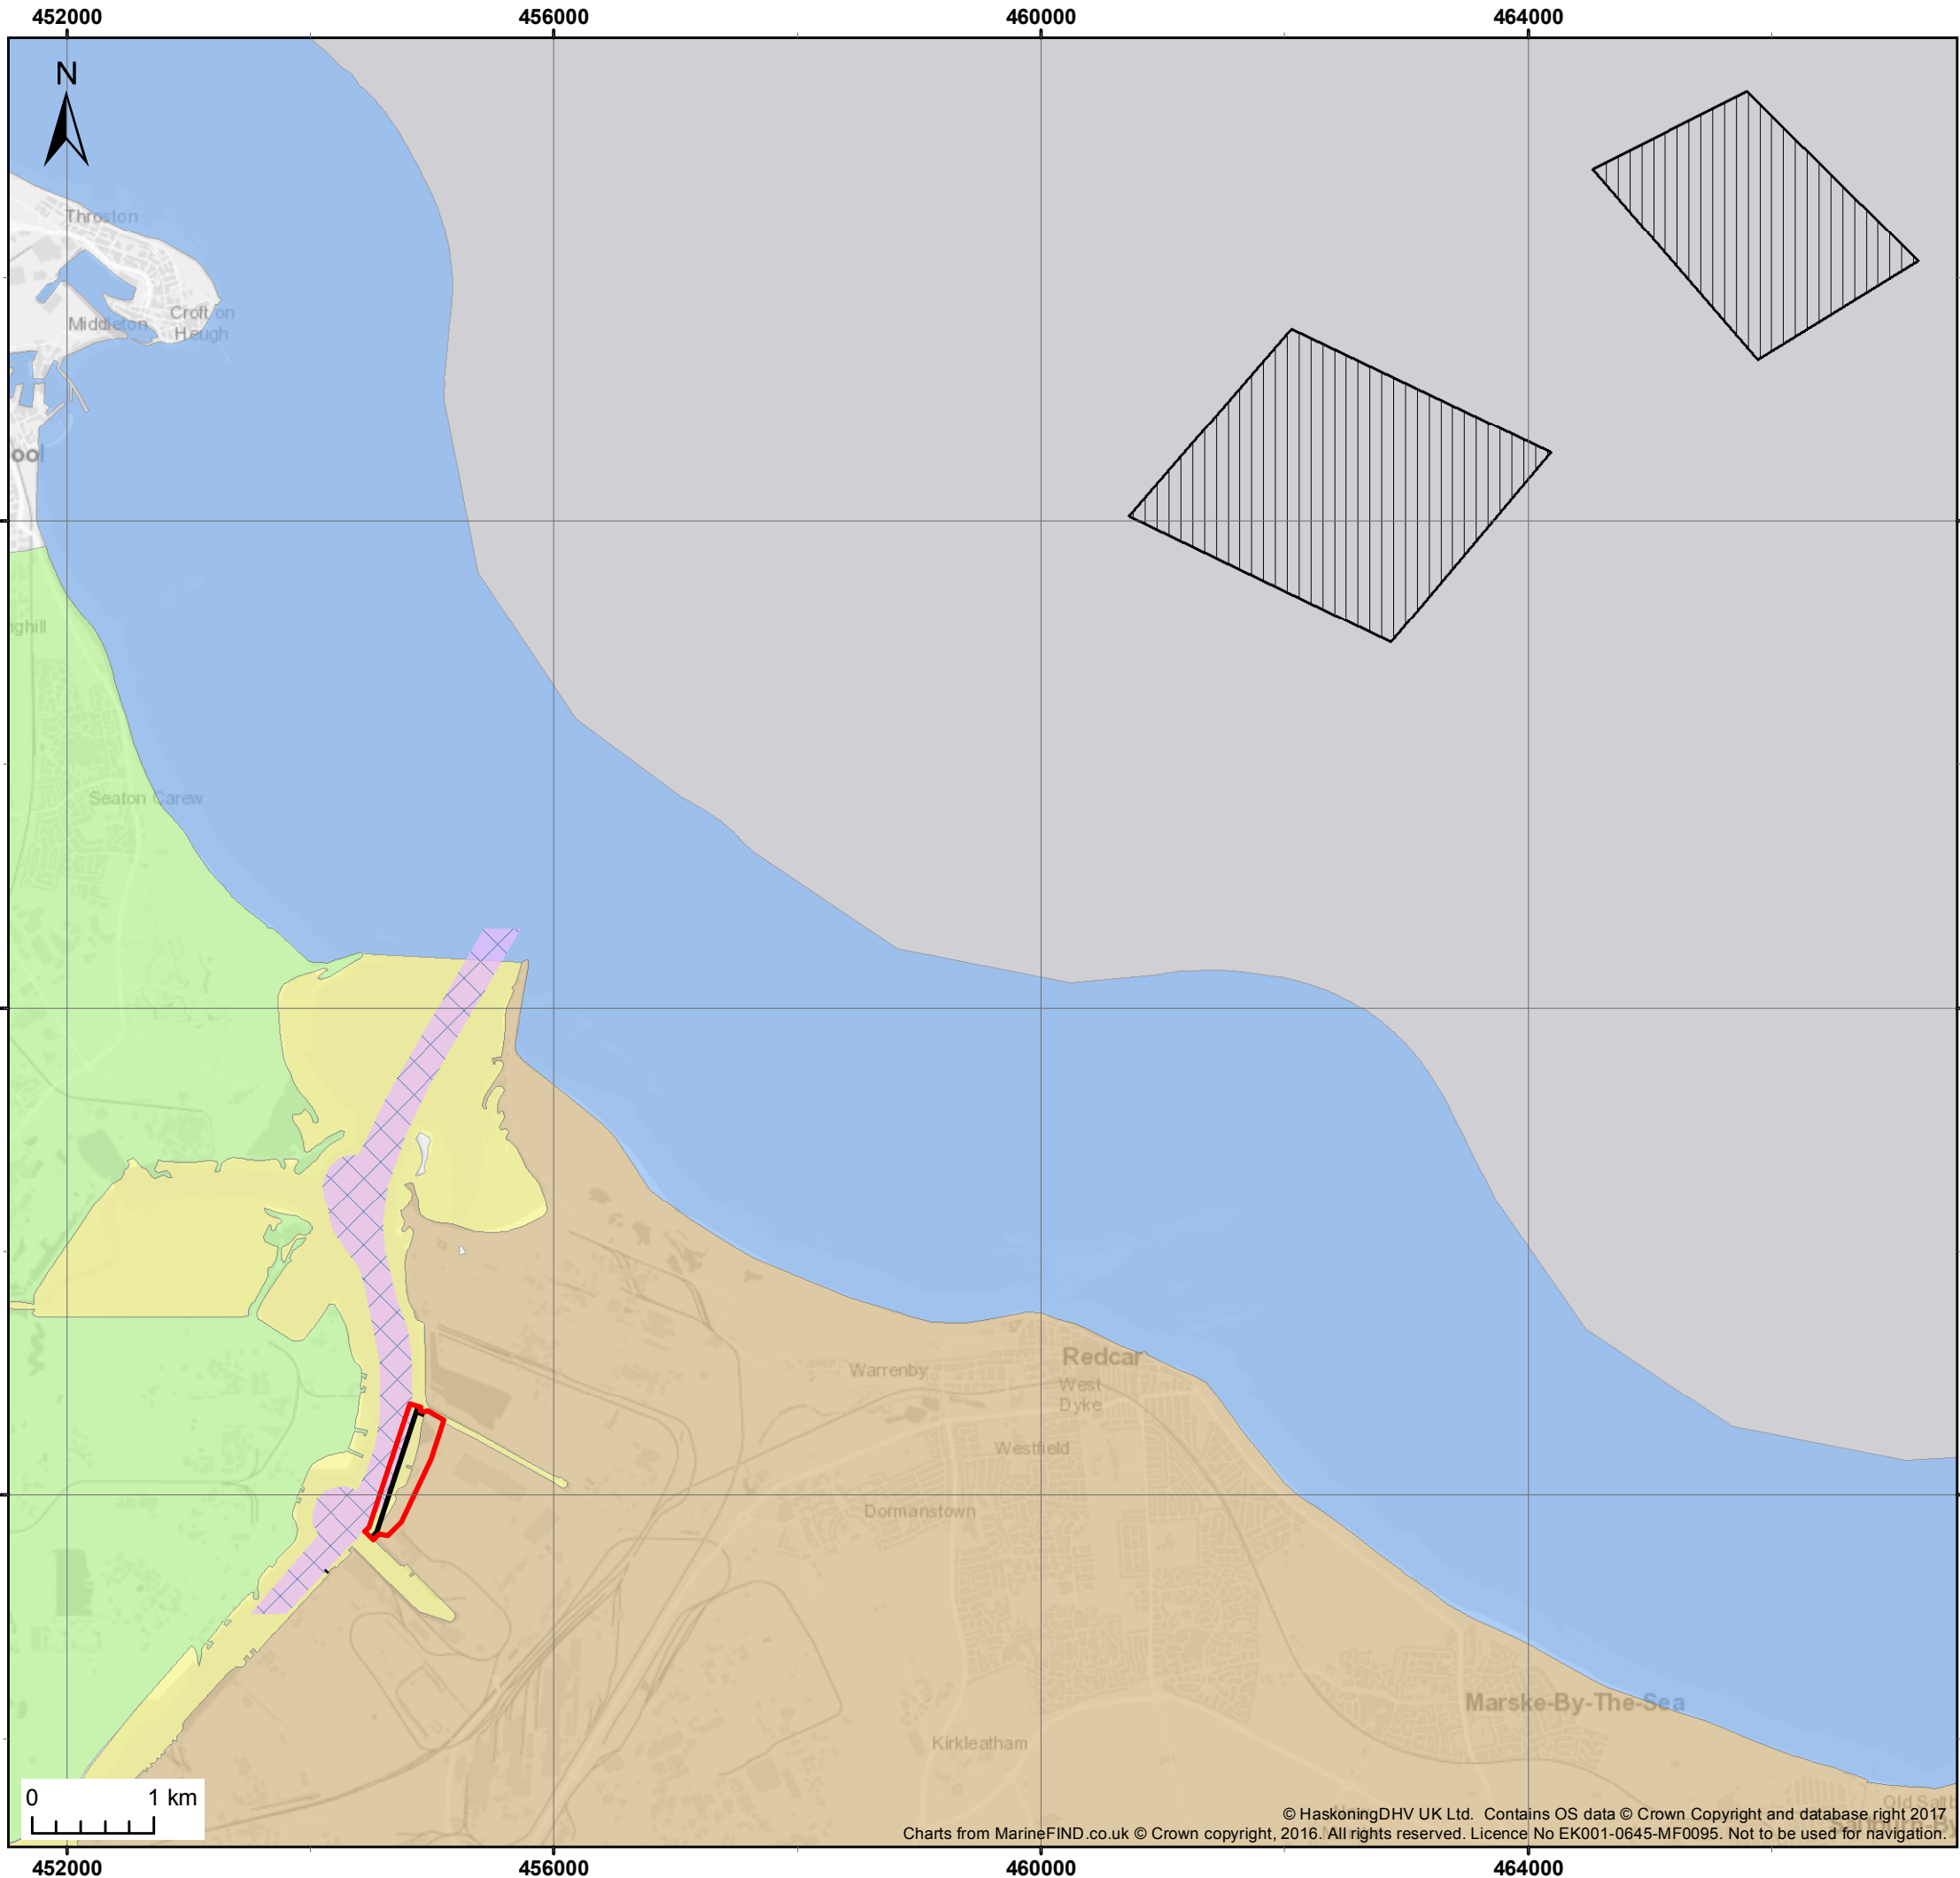 452000 456000 460000 464000
N
Throston
Croft on
Heugh
Middleton
ool
nghill
Seaton Carew
Redcar
Warrenby
West
Dyke
Westfield
Dormanstown
Marske-By-The-Sea
Kirkleatham
0 1 km
Old Saltb
© HaskoningDHV UK Ltd. Contains OS data © Crown Copyright and database right 2017
Charts from MarineFIND.co.uk © Crown copyright, 2016. All rights reserved. Licence No EK001-0645-MF0095. Not to be used for navigation.
452000 456000 460000 464000